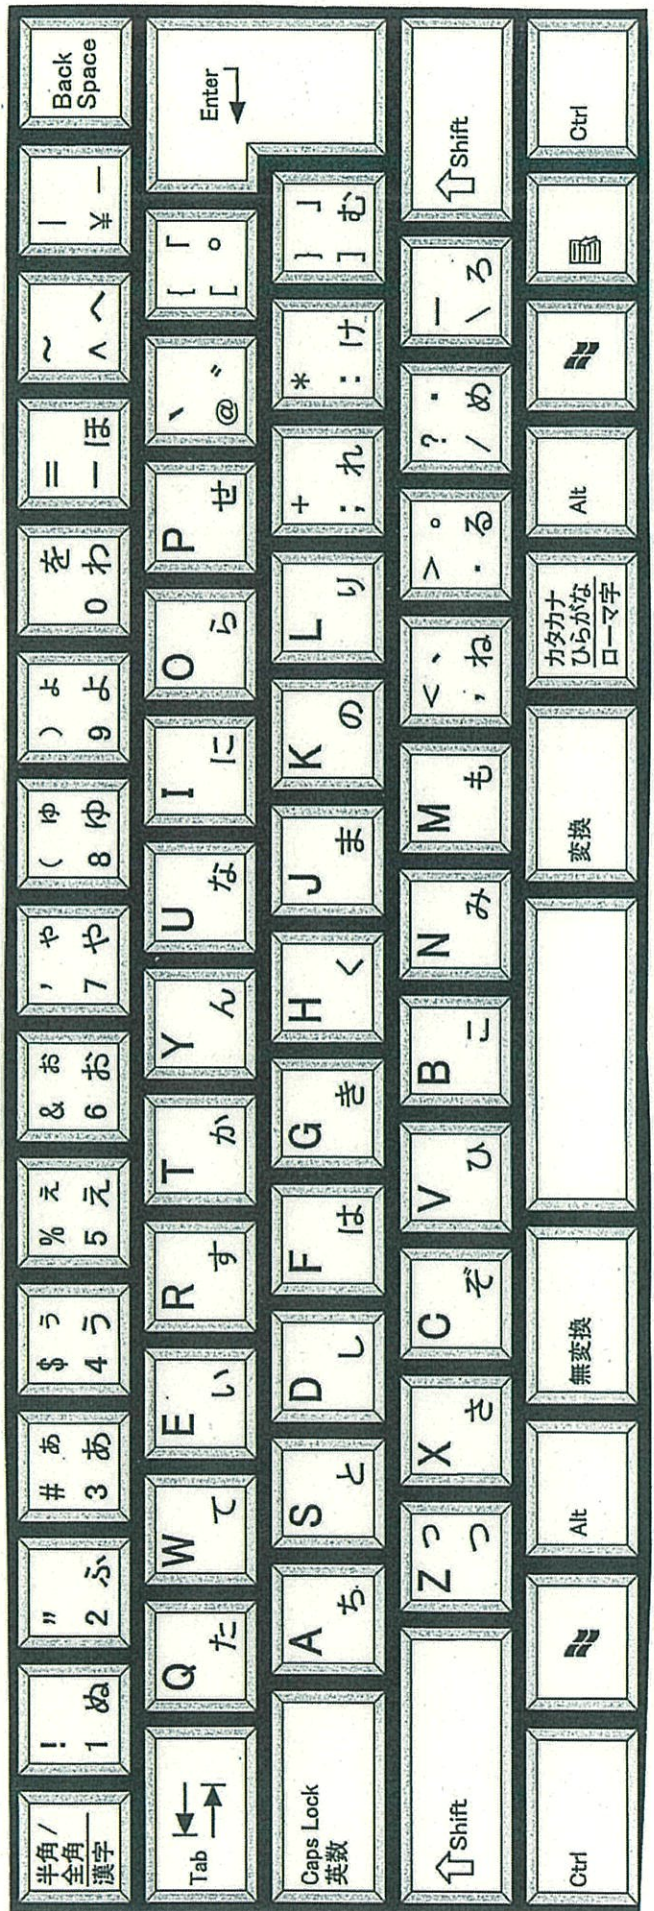 半角/全角 漢字 ! 1 ぬ " 2 ふ # ぁ 3 あ $ ぅ 4 う % ぇ 5 え & ぉ 6 お ' ゃ 7 や ( ゅ 8 ゆ ) ょ 9 よ を 0 わ = - ほ ~ ^ へ | ¥ ー Back Space
Tab Q た W て E い R す T か Y ん U な I に O ら P せ ` @ ゛ { 「 [ ゜ Enter
Caps Lock 英数 A ち S と D し F は G き H く J ま K の L り + ; れ * : け } 」 ] む
⇧Shift Z っ つ X さ C ぞ V ひ B こ N み M も < 、 , ね > 。 . る ? ・ / め _ \ ろ ⇧Shift
Ctrl Alt 無変換 変換 カタカナ ひらがな ローマ字 Alt Ctrl